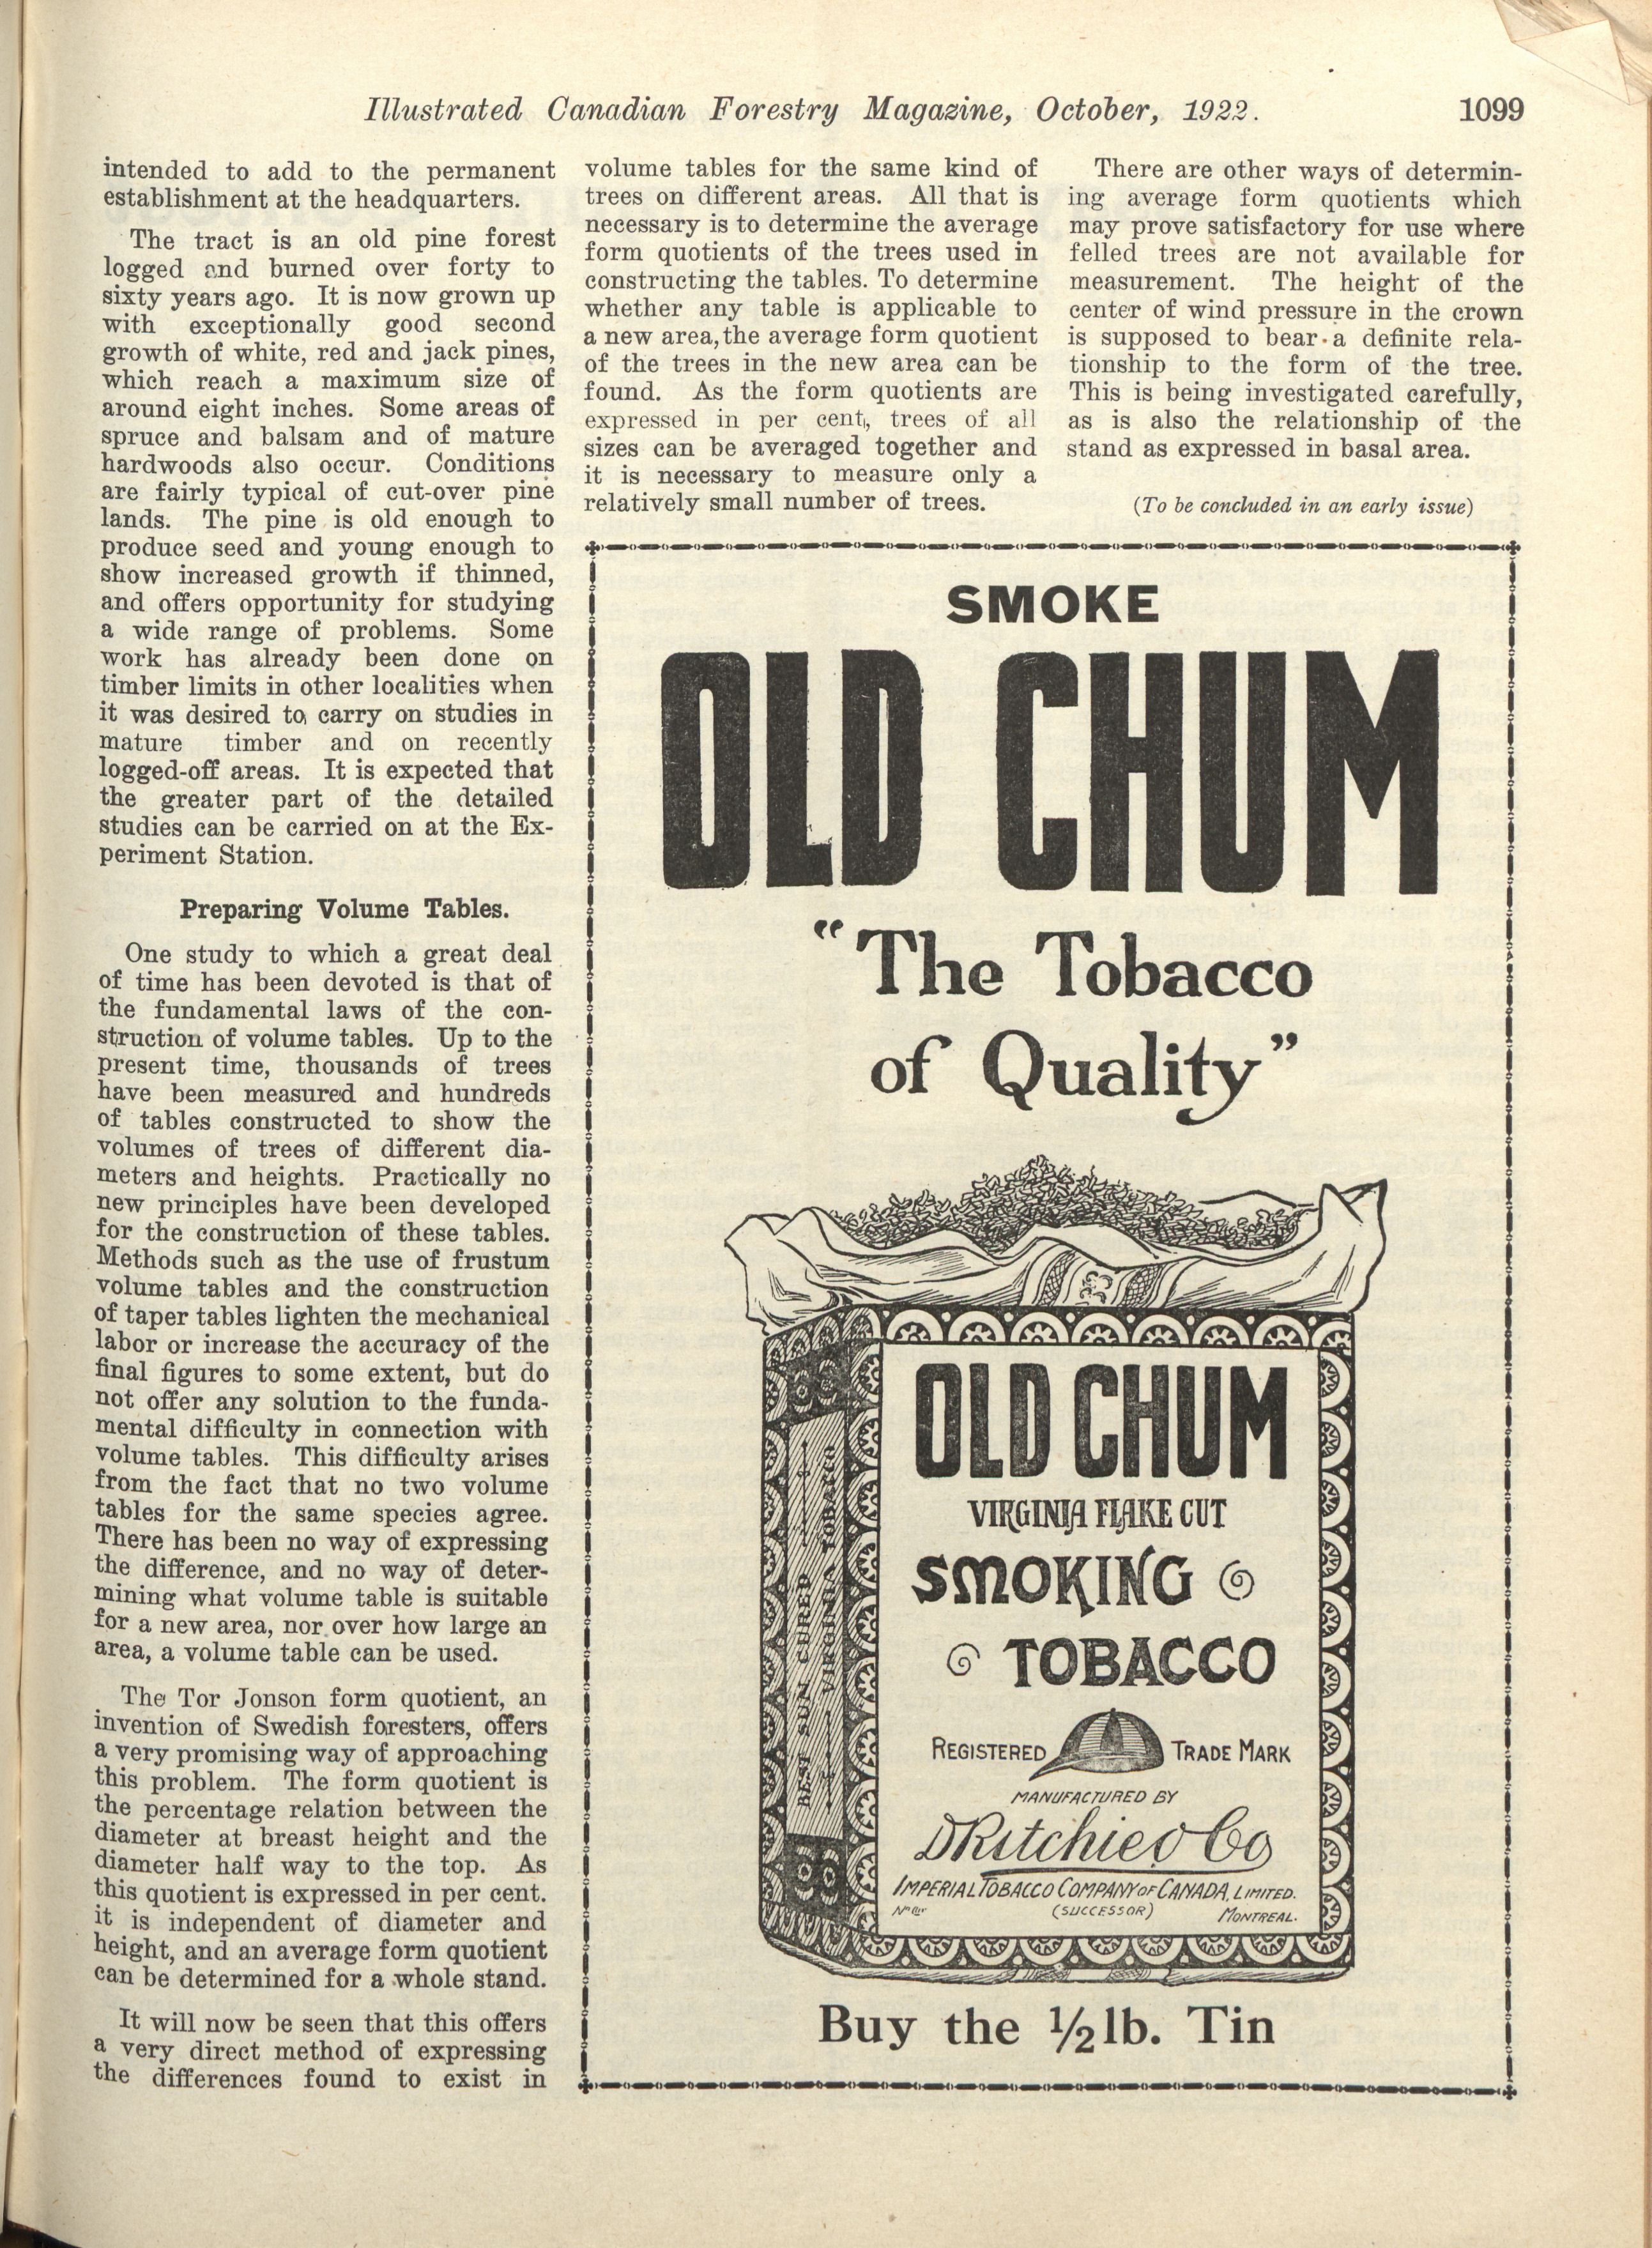 Illustrated Canadian Forestry Magazine, October, 1922.
1099
intended to add to the permanent
establishment at the headquarters.
The tract is an old pine forest
logged and burned over forty to
sixty years ago. It is now grown up
with exceptionally good second
growth of white, red and jack pines,
which reach a maximum size of
around eight inches. Some areas of
spruce and balsam and of mature
hardwoods also occur. Conditions
are fairly typical of cut-over pine
lands. The pine is old enough to
produce seed and young enough to
show increased growth if thinned,
and offers opportunity for studying
a wide range of problems. Some
work has already been done on
timber limits in other localities when
it was desired to carry on studies in
mature timber and on recently
logged-off areas. It is expected that
the greater part of the detailed
studies can be carried on at the Ex-
periment Station.
Preparing Volume Tables.
One study to which a great deal
of time has been devoted is that of
the fundamental laws of the con-
struction of volume tables. Up to the
present time, thousands of trees
have been measured and hundreds
of tables constructed to show the
volumes of trees of different dia-
meters and heights. Practically no
new principles have been developed
for the construction of these tables.
Methods such as the use of frustum
volume tables and the construction
of taper tables lighten the mechanical
labor or increase the accuracy of the
final figures to some extent, but do
not offer any solution to the funda-
mental difficulty in connection with
volume tables. This difficulty arises
from the fact that no two volume
tables for the same species agree.
There has been no way of expressing
the difference, and no way of deter-
mining what volume table is suitable
for a new area, nor over how large an
area, a volume table can be used.
The Tor Jonson form quotient, an
invention of Swedish foresters, offers
a very promising way of approaching
this problem. The form quotient is
the percentage relation between the
diameter at breast height and the
diameter half way to the top. As
this quotient is expressed in per cent.
it is independent of diameter and
height, and an average form quotient
can be determined for a whole stand.
It will now be seen that this offers
a very direct method of expressing
the differences found to exist in
volume tables for the same kind of
trees on different areas. All that is
necessary is to determine the average
form quotients of the trees used in
constructing the tables. To determine
whether any table is applicable to
a new area, the average form quotient
of the trees in the new area can be
found. As the form quotients are
expressed in per cent, trees of all
sizes can be averaged together and
it is necessary to measure only a
relatively small number of trees.
There are other ways of determin-
ing average form quotients which
may prove satisfactory for use where
felled trees are not available for
measurement. The height of the
center of wind pressure in the crown
is supposed to bear a definite rela-
tionship to the form of the tree.
This is being investigated carefully,
as is also the relationship of the
stand as expressed in basal area.
(To be concluded in an early issue)
SMOKE
OLD CHUM
"The Tobacco
of Quality"
OLD CHUM
VIRGINIA FLAKE CUT
SMOKING
TOBACCO
REGISTERED TRADE MARK
MANUFACTURED BY
D Ritchie & Co
IMPERIAL TOBACCO COMPANY OF CANADA, LIMITED.
(SUCCESSOR)
MONTREAL.
BEST SUN CURED
VIRGINIA TOBACCO
Buy the ½ lb. Tin